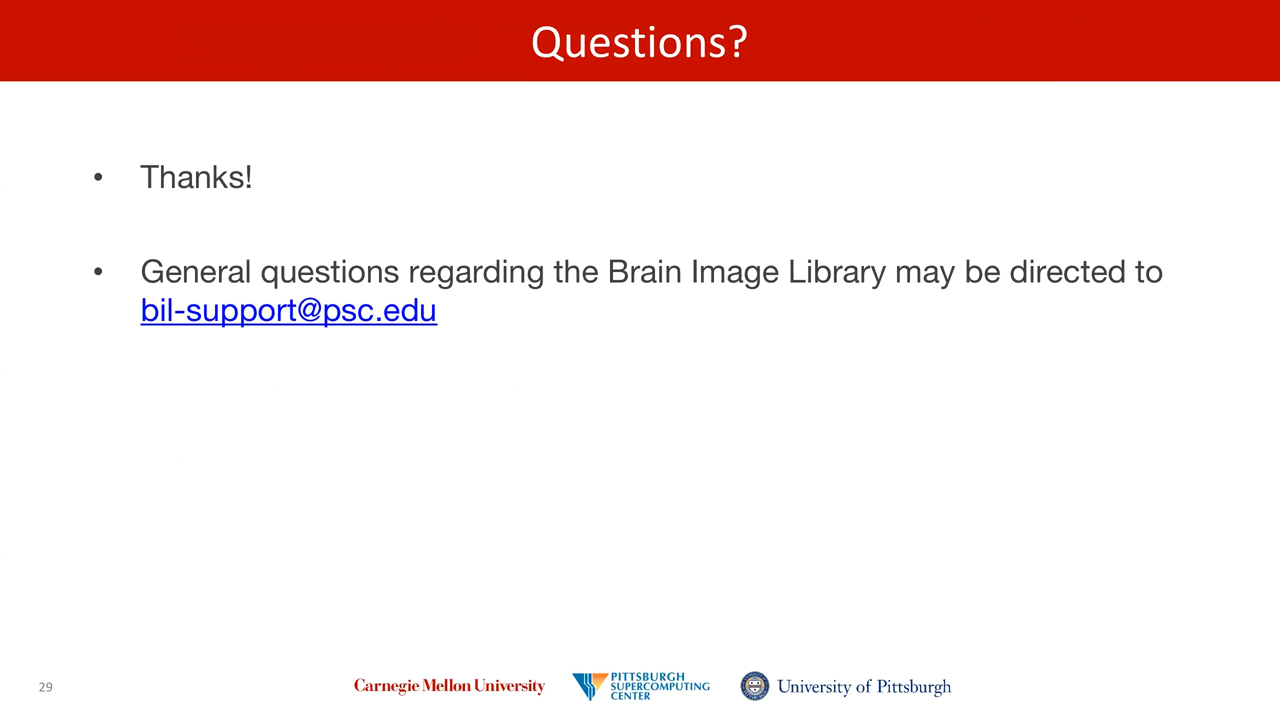 Questions?
• Thanks!
• General questions regarding the Brain Image Library may be directed to
bil-support@psc.edu
29
Carnegie Mellon University
PITTSBURGH
SUPERCOMPUTING
CENTER
University of Pittsburgh